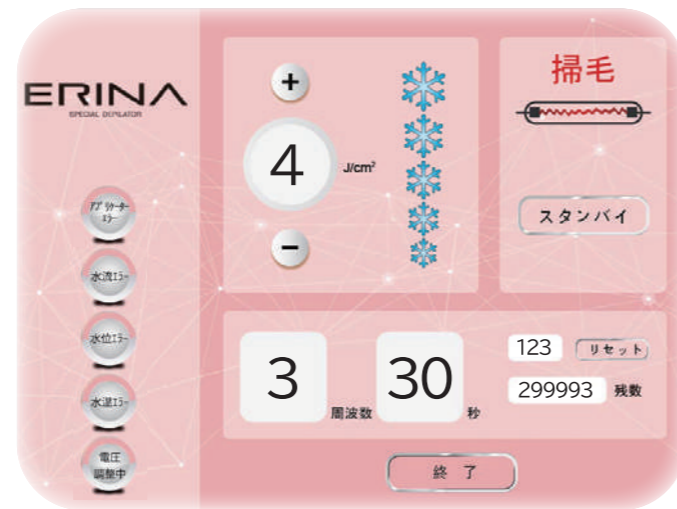 ERINA
SPECIAL DEPILATOR
アプリケーター
エラー
水流エラー
水位エラー
水温エラー
電圧
調整中
+
4
J/cm²
−
掃毛
スタンバイ
3
周波数
30
秒
123
リセット
299993
残数
終 了